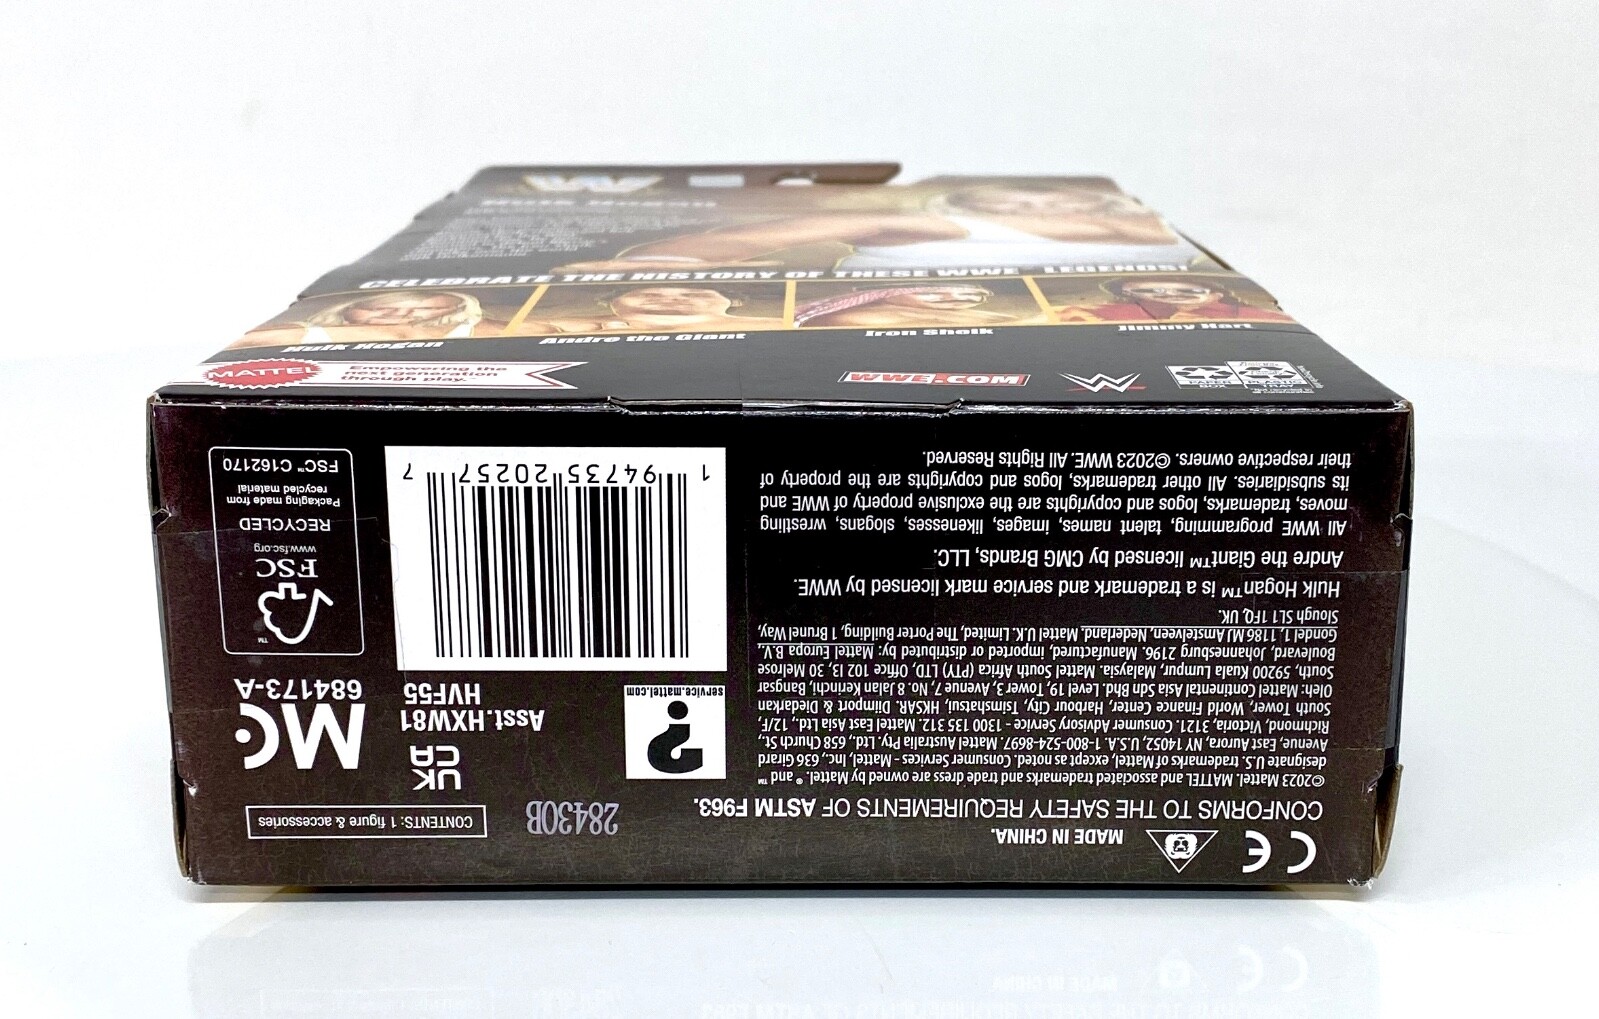 CELEBRATE THE HISTORY OF THESE WWE LEGENDS!
Hulk Hogan
Andre the Giant
Iron Sheik
Jimmy Hart
MATTEL
Empowering the
next generation
through play.™
WWE.COM
PAPER
BOX
PLASTIC
TRAY
CE
MADE IN CHINA.
CONFORMS TO THE SAFETY REQUIREMENTS OF ASTM F963.
©2023 Mattel. MATTEL and associated trademarks and trade dress are owned by Mattel. ® and ™
designate U.S. trademarks of Mattel, except as noted. Consumer Services - Mattel, Inc., 636 Girard
Avenue, East Aurora, NY 14052, U.S.A. 1-800-524-8697. Mattel Australia Pty. Ltd., 658 Church St.,
Richmond, Victoria, 3121. Consumer Advisory Service - 1300 135 312. Mattel East Asia Ltd., 12/F,
South Tower, World Finance Center, Harbour City, Tsimshatsui, HKSAR. Diimport & Diedarkan
Oleh: Mattel Continental Asia Sdn Bhd. Level 19, Tower 3, Avenue 7, No. 8 Jalan Kerinchi, Bangsar
South, 59200 Kuala Lumpur, Malaysia. Mattel South Africa (PTY) LTD, Office 102 I3, 30 Melrose
Boulevard, Johannesburg 2196. Manufactured, imported or distributed by: Mattel Europa B.V.,
Gondel 1, 1186 MJ Amstelveen, Nederland. Mattel U.K. Limited, The Porter Building, 1 Brunel Way,
Slough SL1 1FQ, UK.
Hulk Hogan™ is a trademark and service mark licensed by WWE.
Andre the Giant™ licensed by CMG Brands, LLC.
All WWE programming, talent names, images, likenesses, slogans, wrestling
moves, trademarks, logos and copyrights are the exclusive property of WWE and
its subsidiaries. All other trademarks, logos and copyrights are the property of
their respective owners. ©2023 WWE. All Rights Reserved.
28430B
CONTENTS: 1 figure & accessories
service.mattel.com
UK
CA
Asst. HXW81
HVF55
1 94735 20257 7
MC
684173-A
™
FSC
www.fsc.org
RECYCLED
Packaging made from
recycled material
FSC™ C162170